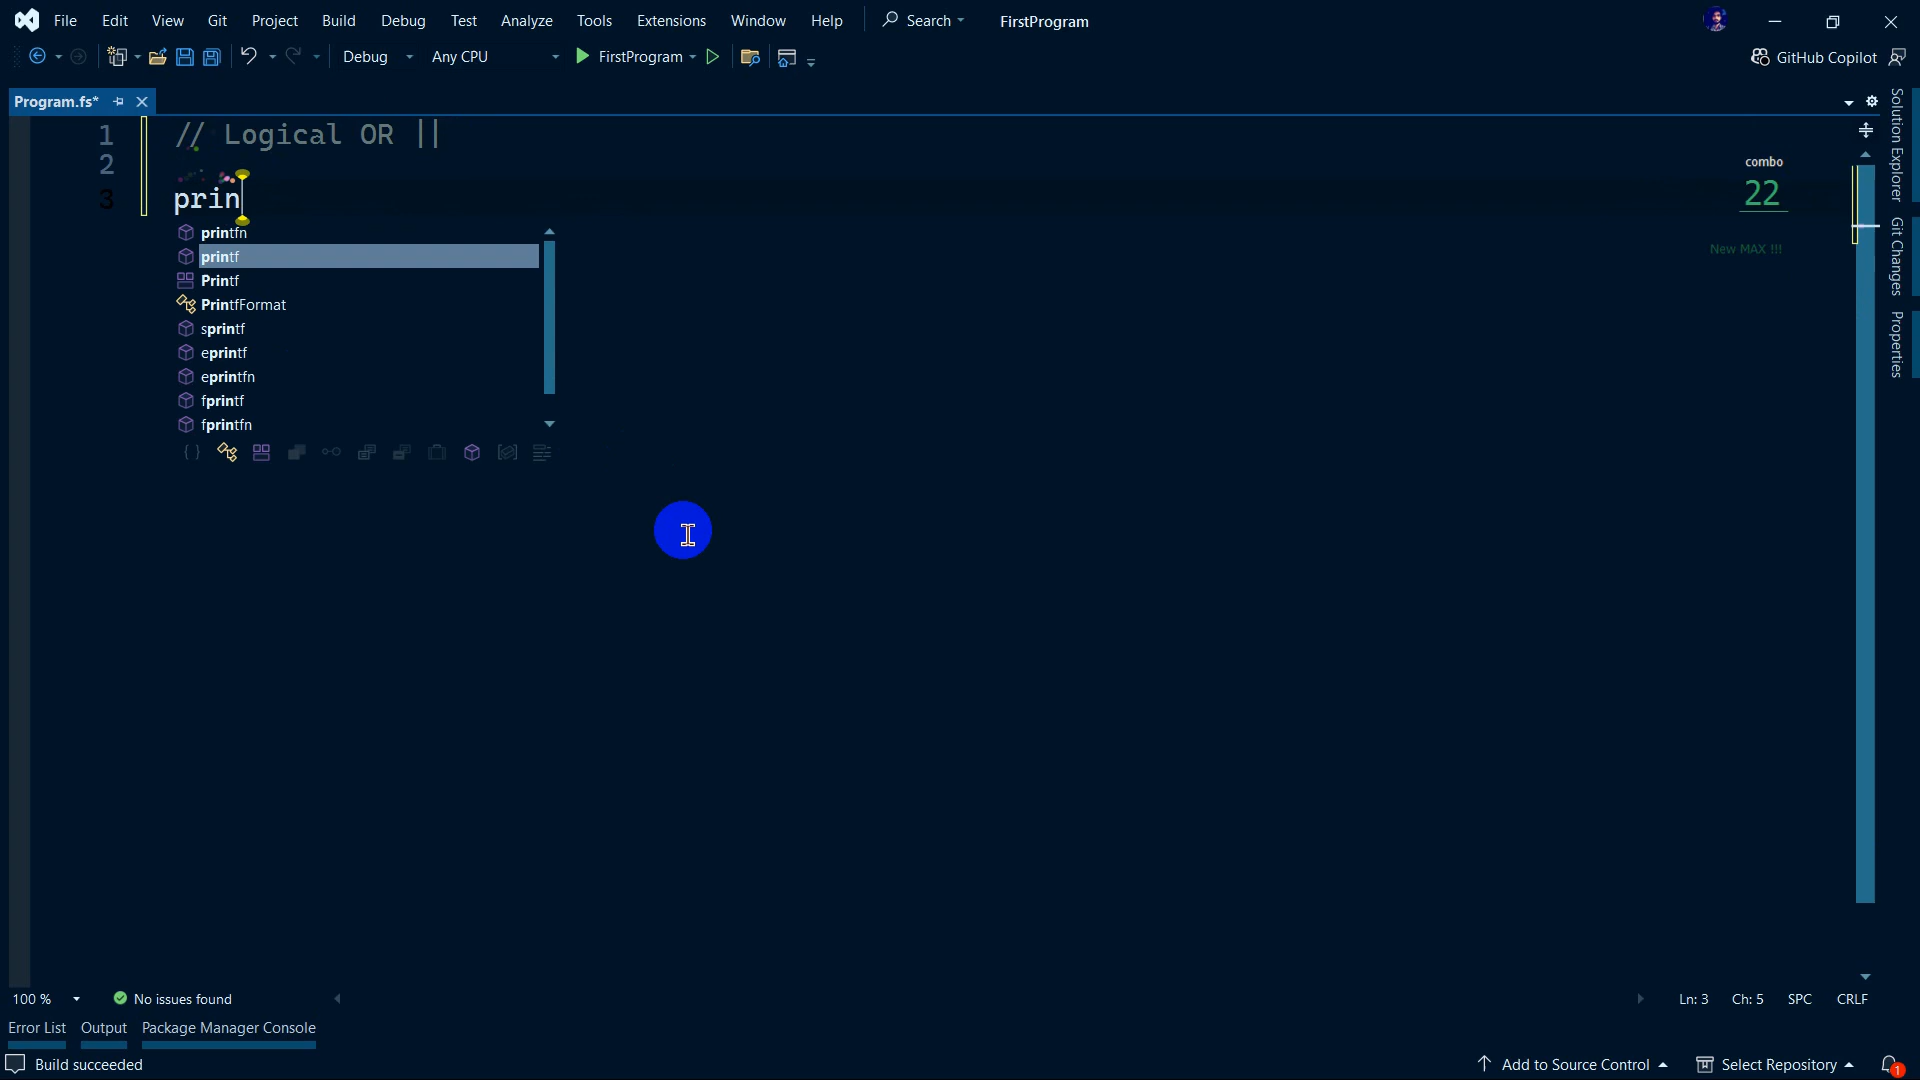 File Edit View Git Project Build Debug Test Analyze Tools Extensions Window Help Search FirstProgram
Debug Any CPU FirstProgram GitHub Copilot
Program.fs*
1 // Logical OR ||
2
3 prin
combo
22
New MAX !!!
printfn
printf
Printf
PrintfFormat
sprintf
eprintf
eprintfn
fprintf
fprintfn
Solution Explorer
Git Changes
Properties
100 % No issues found Ln: 3 Ch: 5 SPC CRLF
Error List Output Package Manager Console
Build succeeded Add to Source Control Select Repository 1